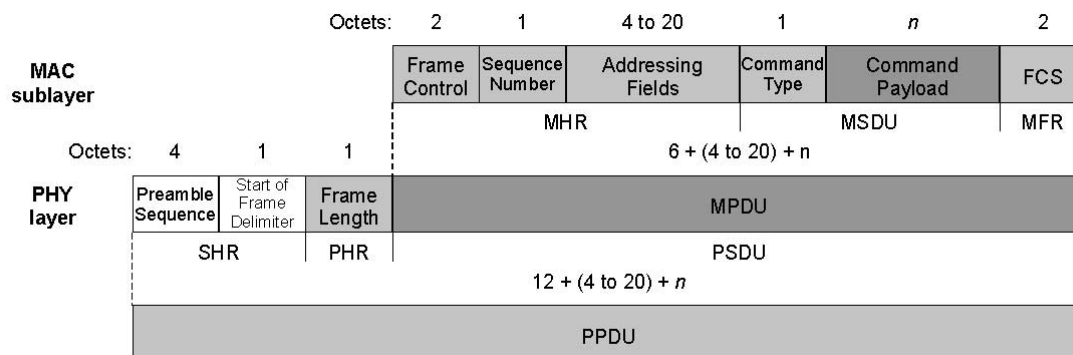 Octets: 2 1 4 to 20 1 n 2
MAC sublayer
Frame Control
Sequence Number
Addressing Fields
Command Type
Command Payload
FCS
MHR MSDU MFR
Octets: 4 1 1 6 + (4 to 20) + n
PHY layer
Preamble Sequence
Start of Frame Delimiter
Frame Length
MPDU
SHR PHR PSDU
12 + (4 to 20) + n
PPDU